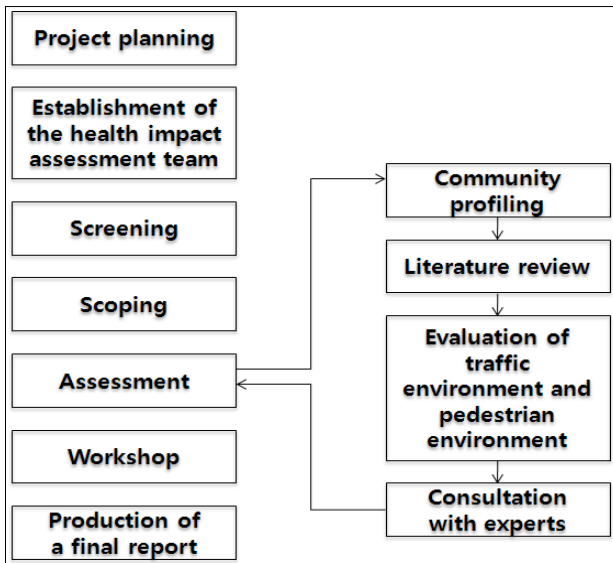 Project planning
Establishment of
the health impact
assessment team
Screening
Scoping
Assessment
Workshop
Production of
a final report
Community
profiling
Literature review
Evaluation of
traffic
environment and
pedestrian
environment
Consultation
with experts